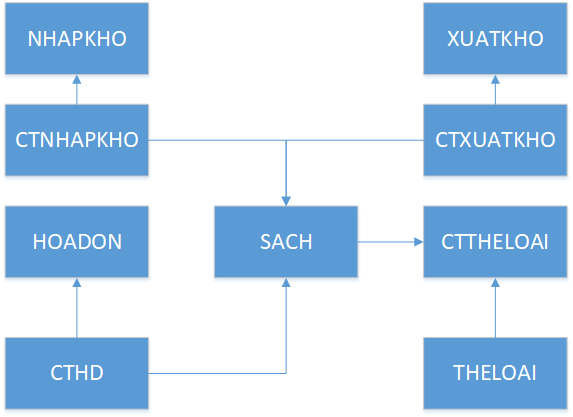 NHAPKHO
XUATKHO
CTNHAPKHO
CTXUATKHO
HOADON
SACH
CTTHELOAI
CTHD
THELOAI